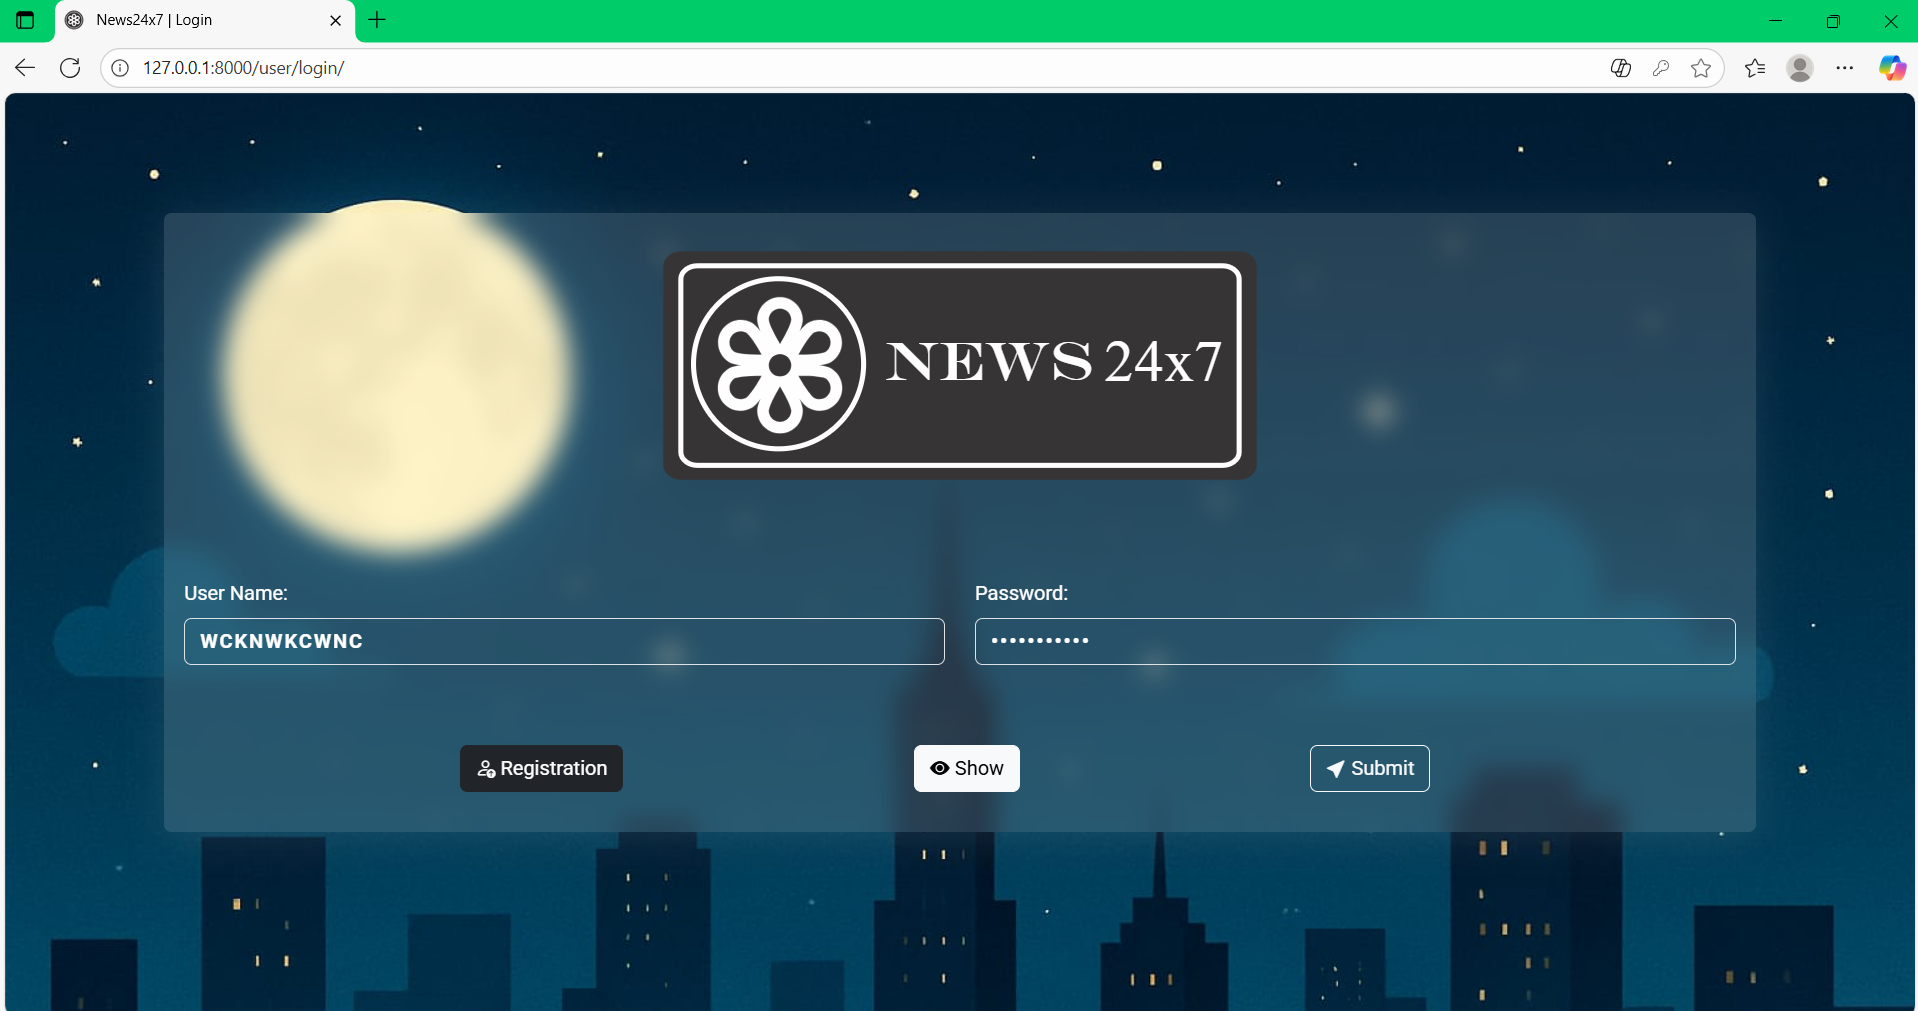 News24x7 | Login
127.0.0.1:8000/user/login/
NEWS 24x7
User Name:
Password:
WCKNWKCWNC
•••••••••••
Registration
Show
Submit